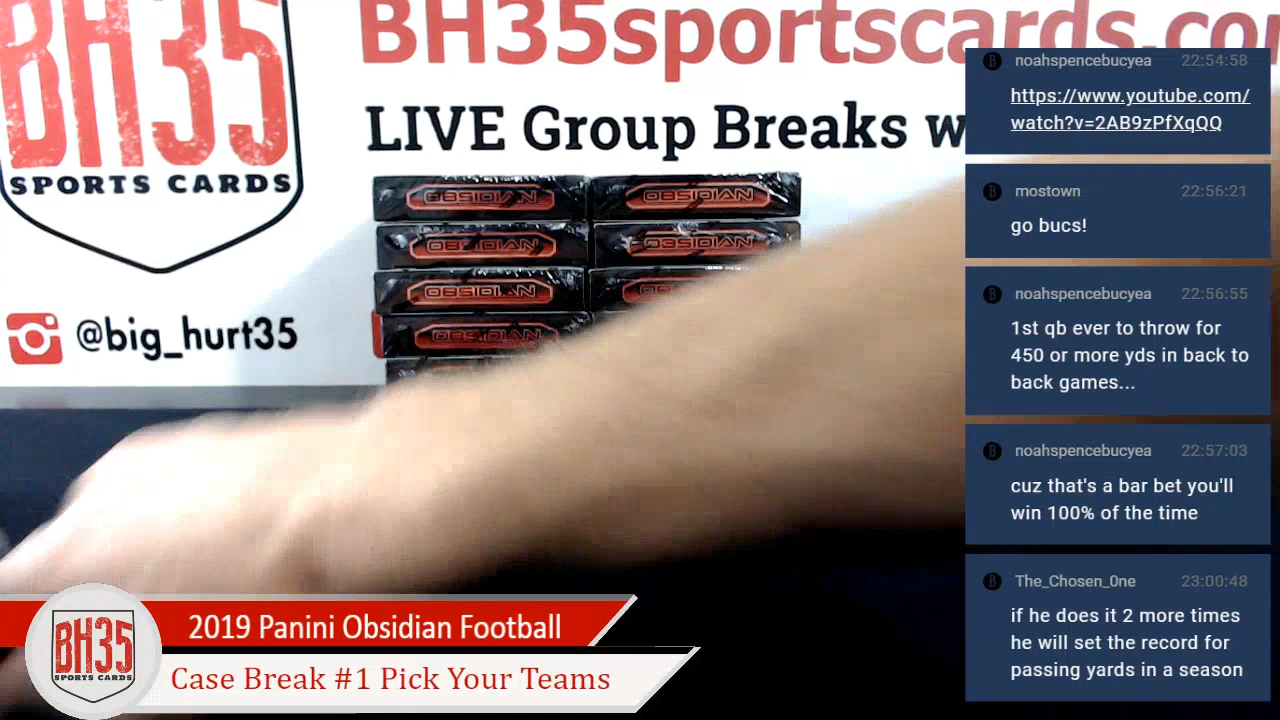 BH35
SPORTS CARDS
BH35sportscards.co
LIVE Group Breaks w
@big_hurt35
OBSIDIAN OBSIDIAN
OBSIDIAN OBSIDIAN
OBSIDIAN
OBSIDIAN
noahspencebucyea 22:54:58
https://www.youtube.com/
watch?v=2AB9zPfXqQQ
mostown 22:56:21
go bucs!
noahspencebucyea 22:56:55
1st qb ever to throw for
450 or more yds in back to
back games...
noahspencebucyea 22:57:03
cuz that's a bar bet you'll
win 100% of the time
The_Chosen_0ne 23:00:48
if he does it 2 more times
he will set the record for
passing yards in a season
BH35
SPORTS CARDS
2019 Panini Obsidian Football
Case Break #1 Pick Your Teams